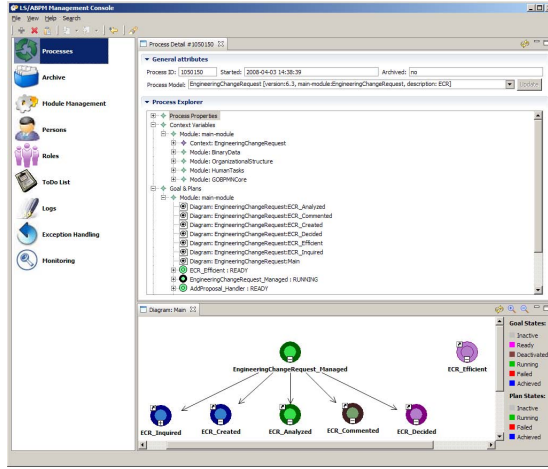 LS/ABPM Management Console
File View Help Search
Processes
Archive
Module Management
Persons
Roles
ToDo List
Logs
Exception Handling
Monitoring
Process Detail #1050150
General attributes
Process ID: 1050150 Started: 2008-04-03 14:38:39 Archived: no
Process Model: EngineeringChangeRequest [version:6.3, main-module:EngineeringChangeRequest, description: ECR] Update
Process Explorer
Process Properties
Context Variables
Module: main-module
Context: EngineeringChangeRequest
Module: BinaryData
Module: OrganizationalStructure
Module: HumanTasks
Module: GOBPMNCore
Goal & Plans
Module: main-module
Diagram: EngineeringChangeRequest:ECR_Analyzed
Diagram: EngineeringChangeRequest:ECR_Commented
Diagram: EngineeringChangeRequest:ECR_Created
Diagram: EngineeringChangeRequest:ECR_Decided
Diagram: EngineeringChangeRequest:ECR_Efficient
Diagram: EngineeringChangeRequest:ECR_Inquired
Diagram: EngineeringChangeRequest:Main
ECR_Efficient : READY
EngineeringChangeRequest_Managed : RUNNING
AddProposal_Handler : READY
Diagram: Main
EngineeringChangeRequest_Managed
ECR_Efficient
ECR_Inquired
ECR_Created
ECR_Analyzed
ECR_Commented
ECR_Decided
Goal States:
Inactive
Ready
Deactivated
Running
Failed
Achieved
Plan States:
Inactive
Running
Failed
Achieved